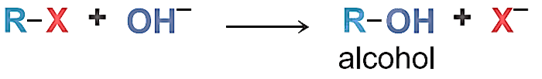 R–X + OH⁻ ⟶ R–OH + X⁻
alcohol